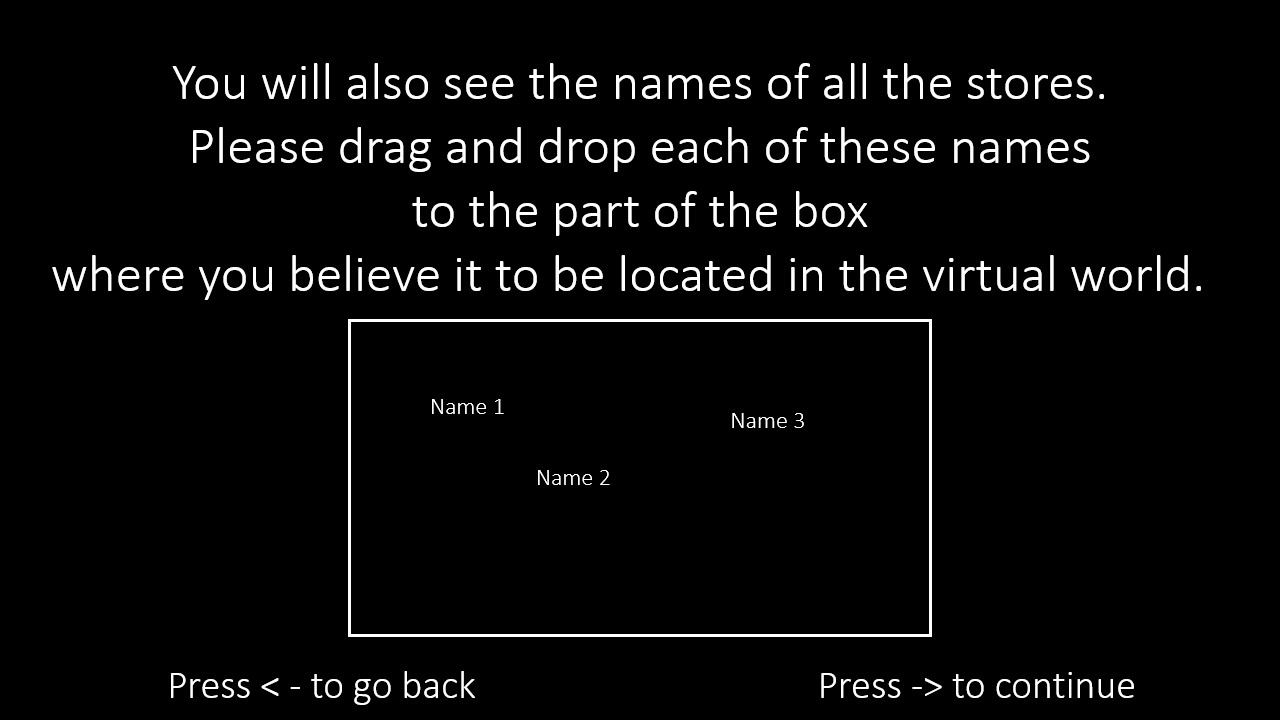 You will also see the names of all the stores.
Please drag and drop each of these names
to the part of the box
where you believe it to be located in the virtual world.
Name 1
Name 3
Name 2
Press < - to go back
Press -> to continue